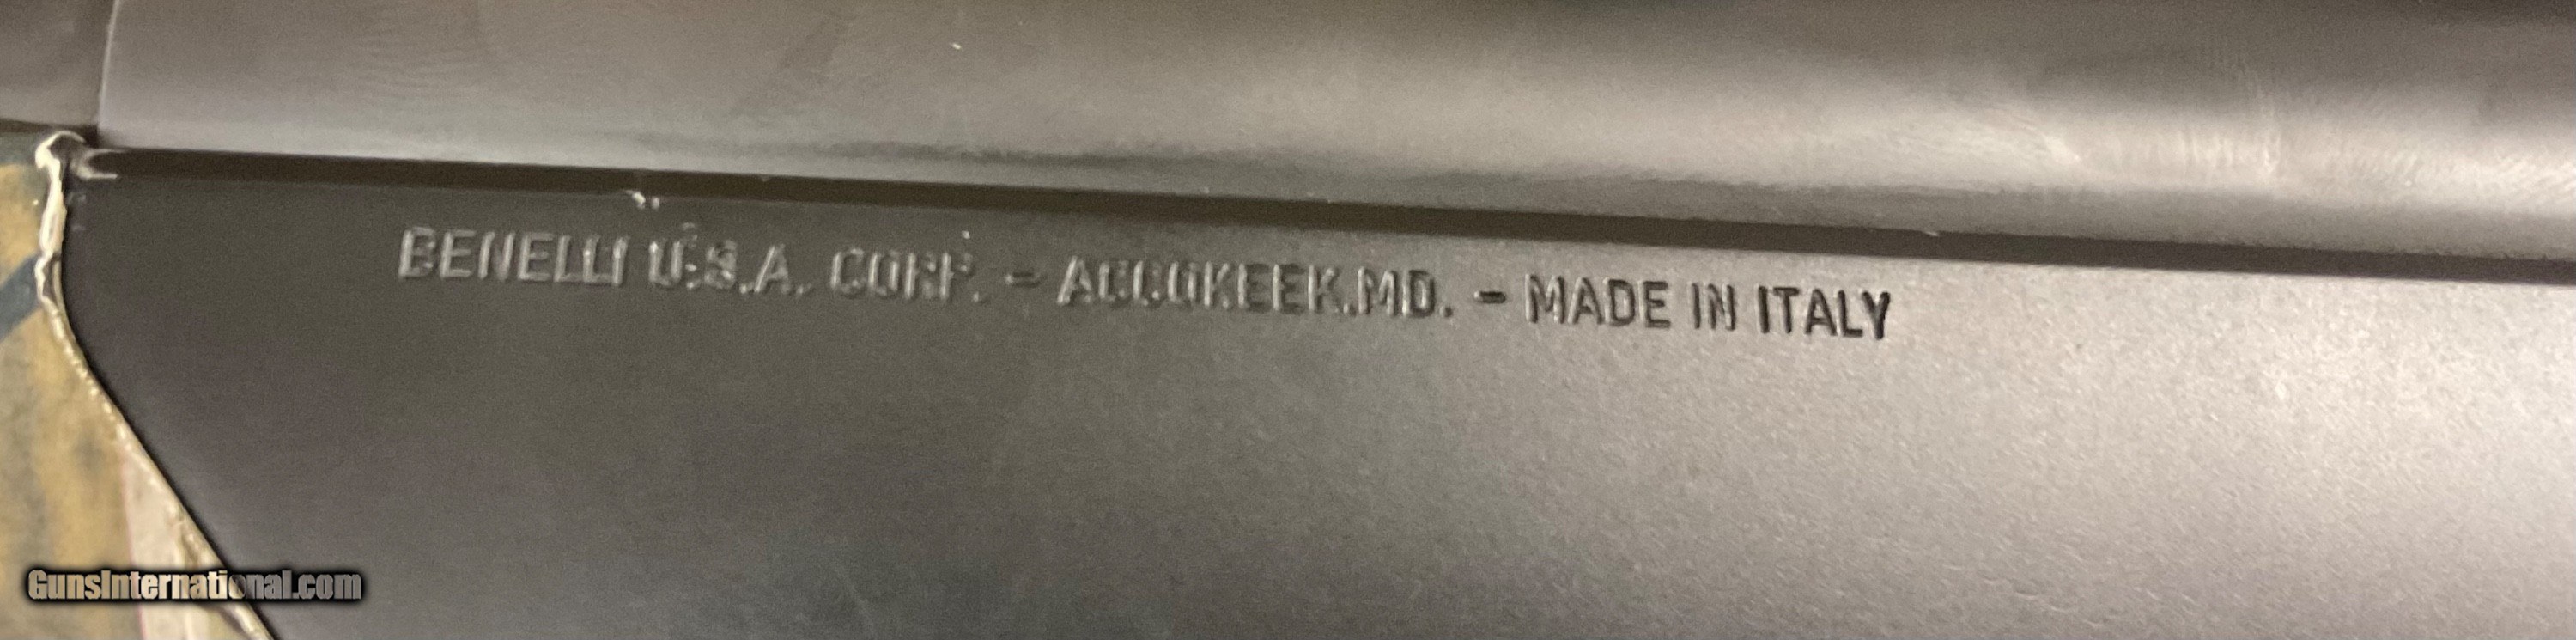 BENELLI U.S.A. CORP. - ACCOKEEK.MD. - MADE IN ITALY
GunsInternational.com